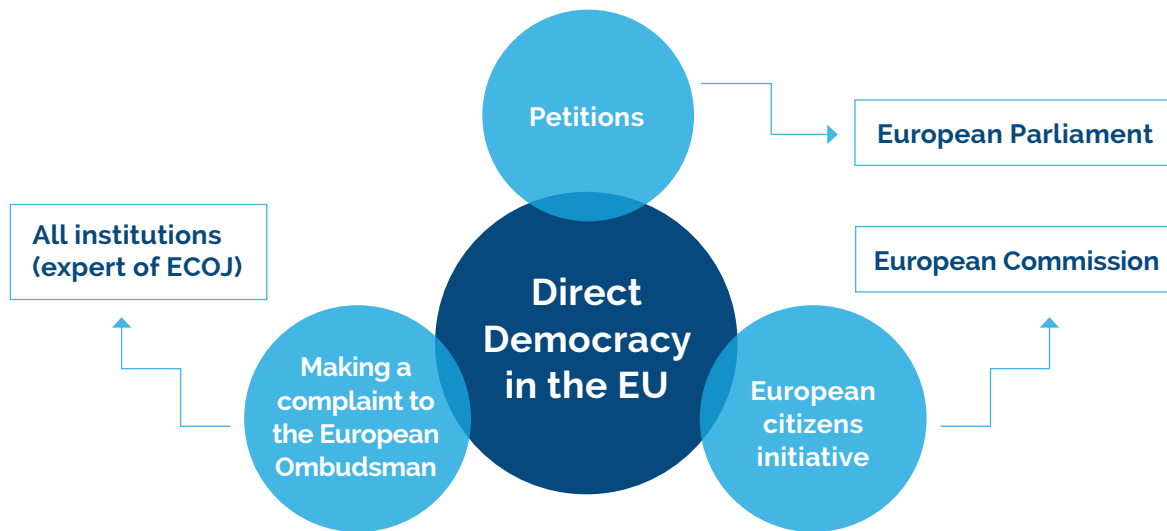 Petitions
European Parliament
All institutions
(expert of ECOJ)
European Commission
Direct
Democracy
in the EU
Making a
complaint to
the European
Ombudsman
European
citizens
initiative